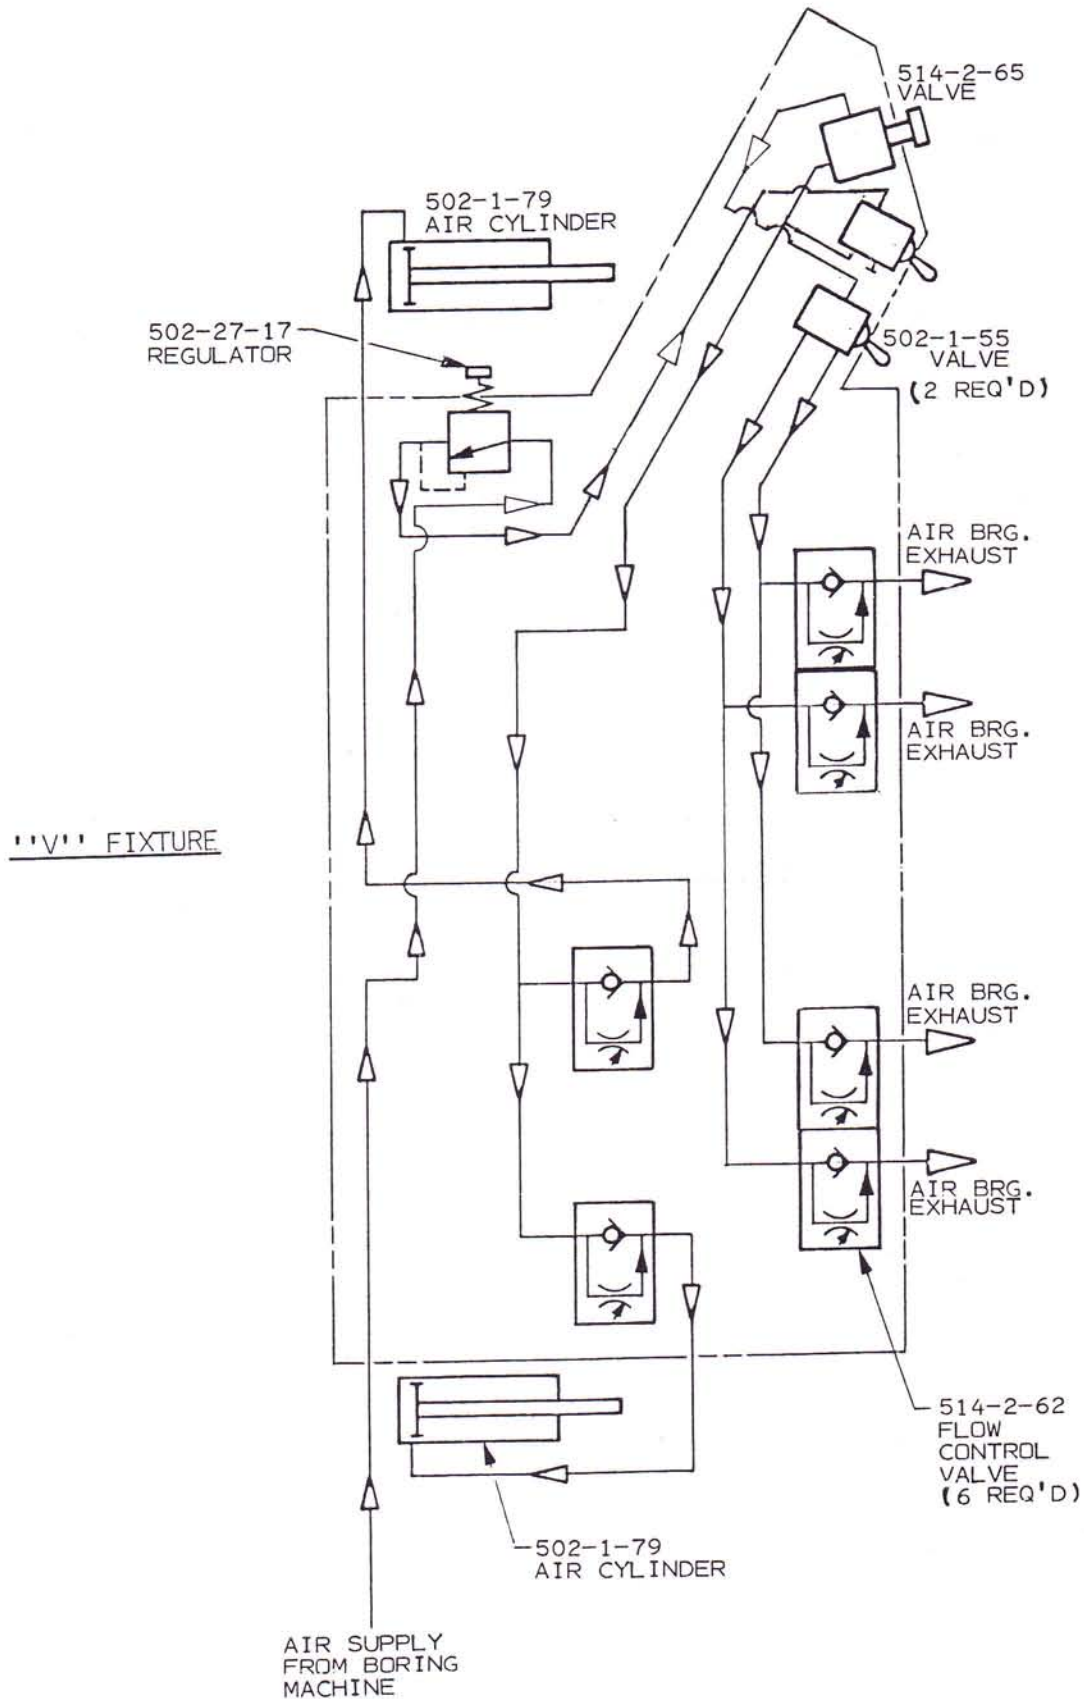 514-2-65
VALVE
502-1-79
AIR CYLINDER
502-27-17
REGULATOR
502-1-55
VALVE
(2 REQ'D)
AIR BRG.
EXHAUST
AIR BRG.
EXHAUST
''V'' FIXTURE
AIR BRG.
EXHAUST
AIR BRG.
EXHAUST
514-2-62
FLOW
CONTROL
VALVE
(6 REQ'D)
502-1-79
AIR CYLINDER
AIR SUPPLY
FROM BORING
MACHINE